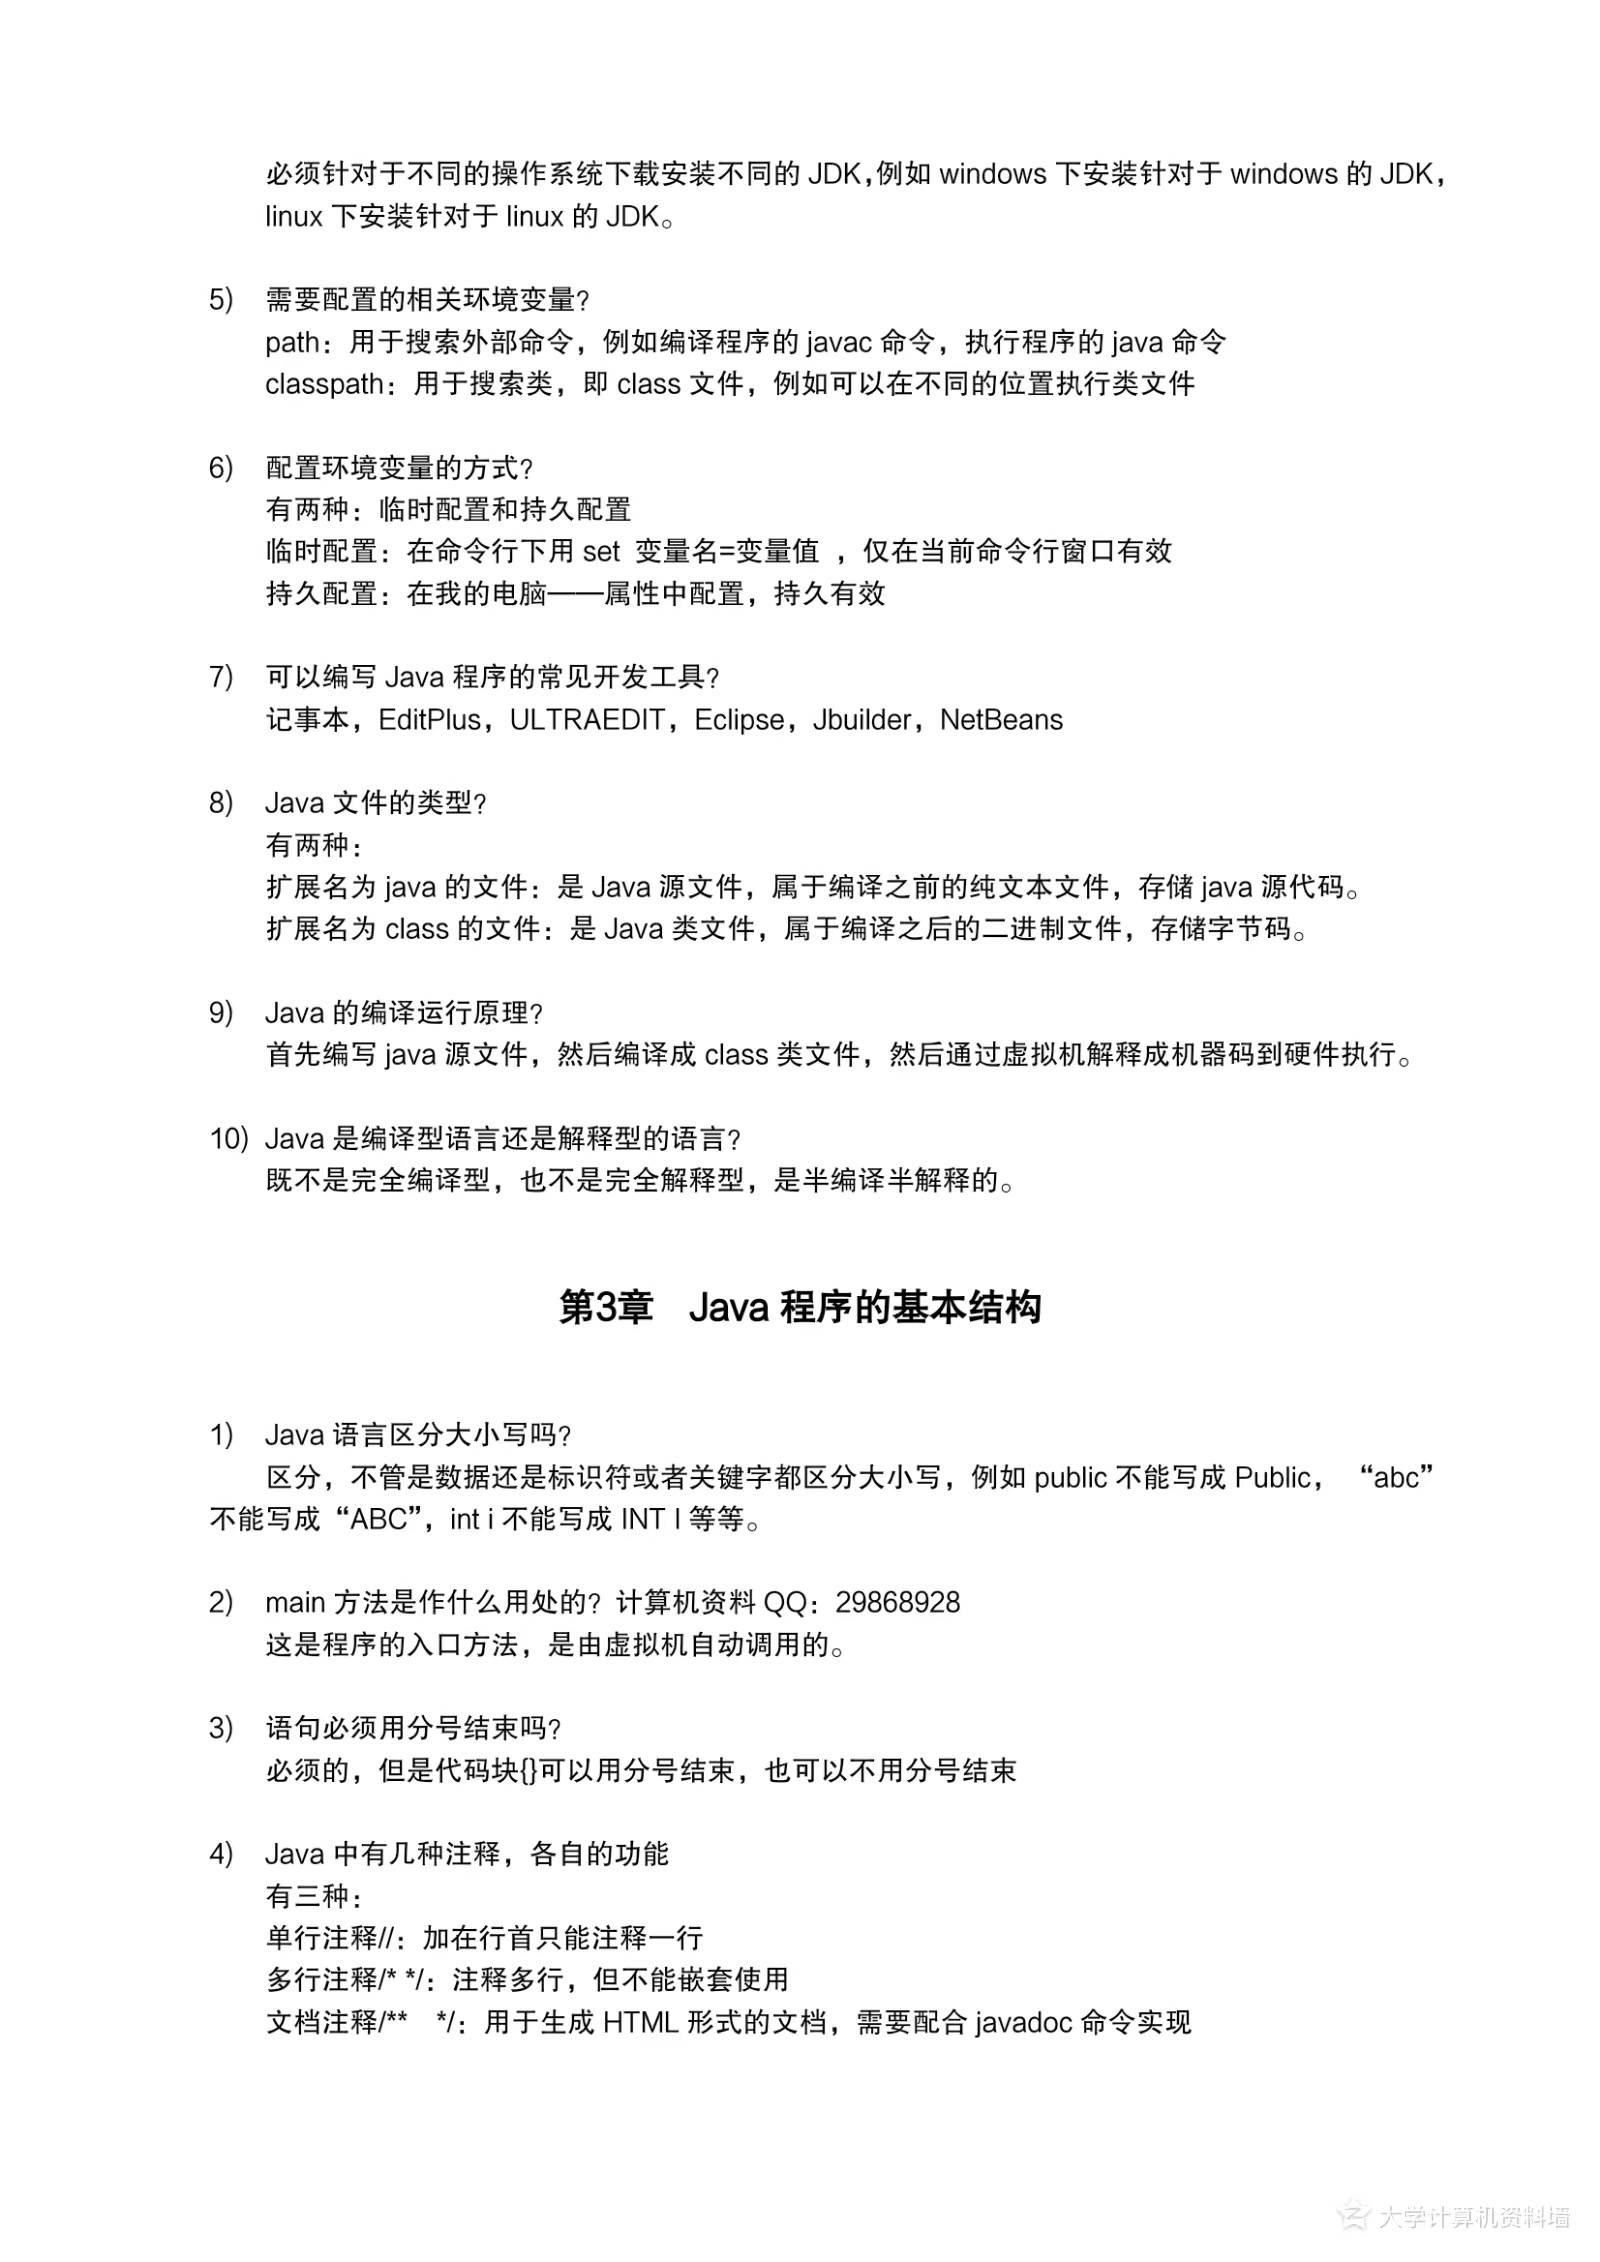 必须针对于不同的操作系统下载安装不同的 JDK,例如 windows 下安装针对于 windows 的 JDK，
linux 下安装针对于 linux 的 JDK。
5) 需要配置的相关环境变量？
path：用于搜索外部命令，例如编译程序的 javac 命令，执行程序的 java 命令
classpath：用于搜索类，即 class 文件，例如可以在不同的位置执行类文件
6) 配置环境变量的方式？
有两种：临时配置和持久配置
临时配置：在命令行下用 set 变量名=变量值 ，仅在当前命令行窗口有效
持久配置：在我的电脑——属性中配置，持久有效
7) 可以编写 Java 程序的常见开发工具？
记事本，EditPlus，ULTRAEDIT，Eclipse，Jbuilder，NetBeans
8) Java 文件的类型？
有两种：
扩展名为 java 的文件：是 Java 源文件，属于编译之前的纯文本文件，存储 java 源代码。
扩展名为 class 的文件：是 Java 类文件，属于编译之后的二进制文件，存储字节码。
9) Java 的编译运行原理？
首先编写 java 源文件，然后编译成 class 类文件，然后通过虚拟机解释成机器码到硬件执行。
10) Java 是编译型语言还是解释型的语言？
既不是完全编译型，也不是完全解释型，是半编译半解释的。
第3章 Java 程序的基本结构
1) Java 语言区分大小写吗？
区分，不管是数据还是标识符或者关键字都区分大小写，例如 public 不能写成 Public， “abc”
不能写成“ABC”，int i 不能写成 INT I 等等。
2) main 方法是作什么用处的？计算机资料 QQ：29868928
这是程序的入口方法，是由虚拟机自动调用的。
3) 语句必须用分号结束吗？
必须的，但是代码块{}可以用分号结束，也可以不用分号结束
4) Java 中有几种注释，各自的功能
有三种：
单行注释//：加在行首只能注释一行
多行注释/* */：注释多行，但不能嵌套使用
文档注释/** */：用于生成 HTML 形式的文档，需要配合 javadoc 命令实现
大学计算机资料墙